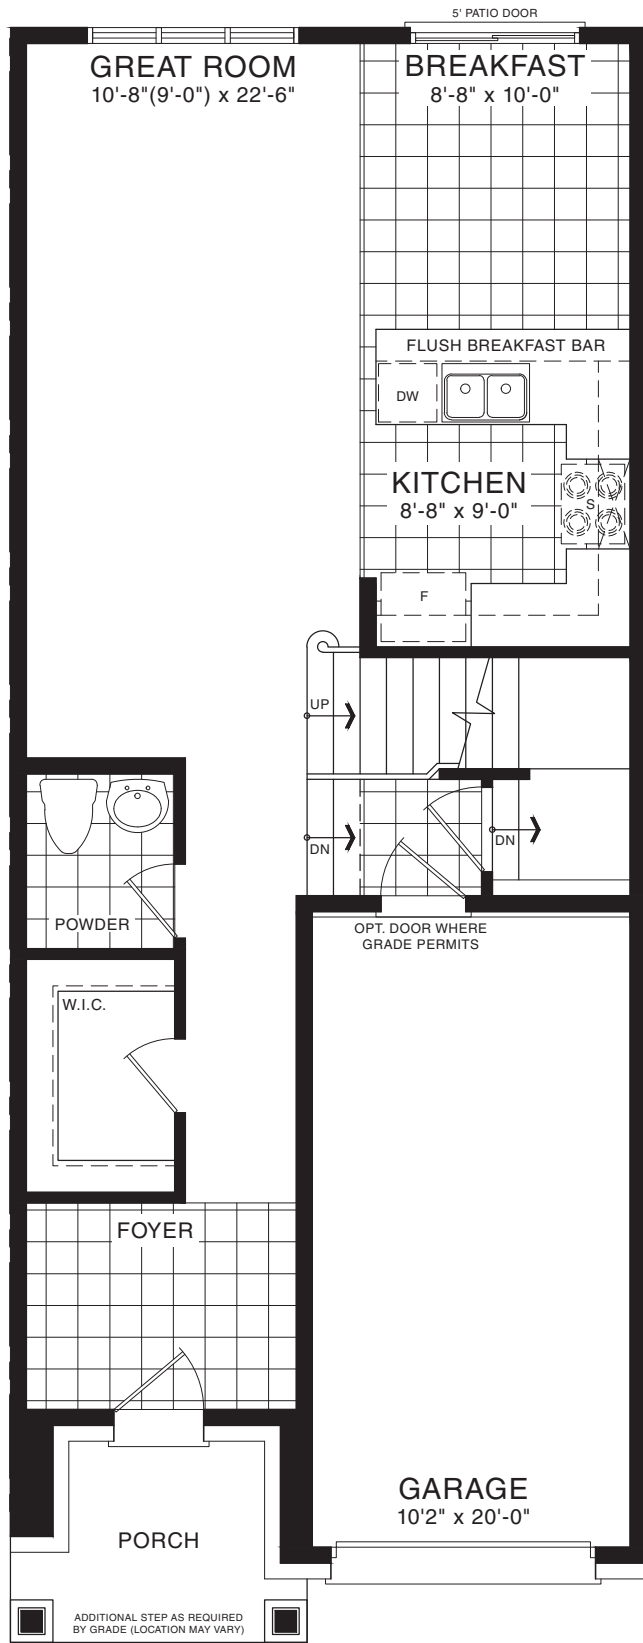 5' PATIO DOOR
GREAT ROOM
10'-8"(9'-0") x 22'-6"
BREAKFAST
8'-8" x 10'-0"
FLUSH BREAKFAST BAR
DW
KITCHEN
8'-8" x 9'-0"
S
F
UP
DN
DN
POWDER
OPT. DOOR WHERE
GRADE PERMITS
W.I.C.
FOYER
GARAGE
10'2" x 20'-0"
PORCH
ADDITIONAL STEP AS REQUIRED
BY GRADE (LOCATION MAY VARY)